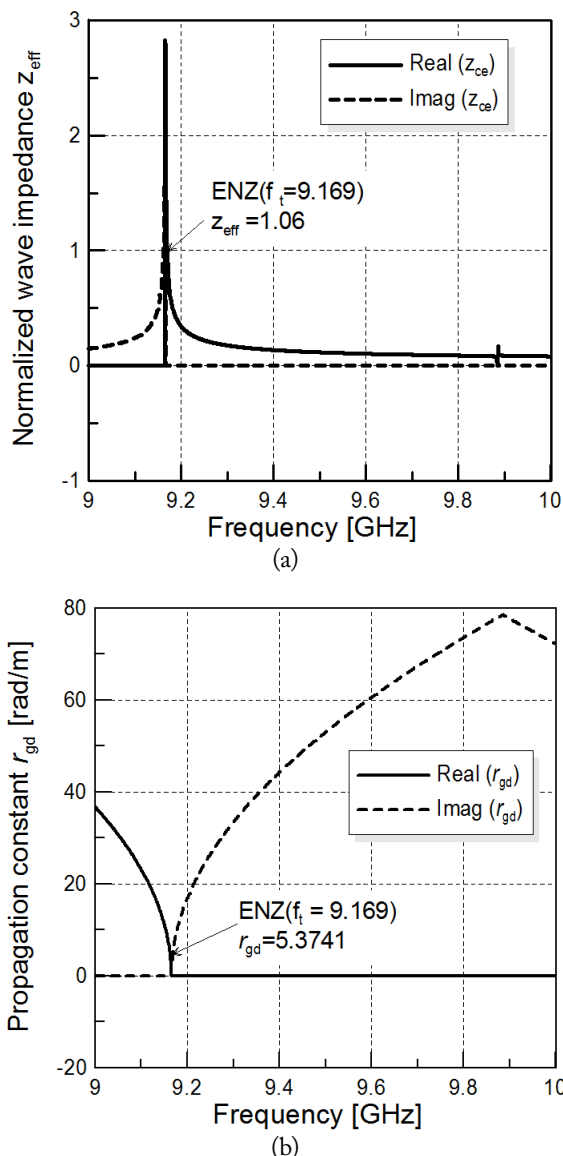 3
2
1
0
-1
Normalized wave impedance z_eff
Real (z_ce)
Imag (z_ce)
ENZ(f_t=9.169)
z_eff = 1.06
9 9.2 9.4 9.6 9.8 10
Frequency [GHz]
(a)
80
60
40
20
0
-20
Propagation constant r_gd [rad/m]
Real (r_gd)
Imag (r_gd)
ENZ(f_t = 9.169)
r_gd=5.3741
9 9.2 9.4 9.6 9.8 10
Frequency [GHz]
(b)